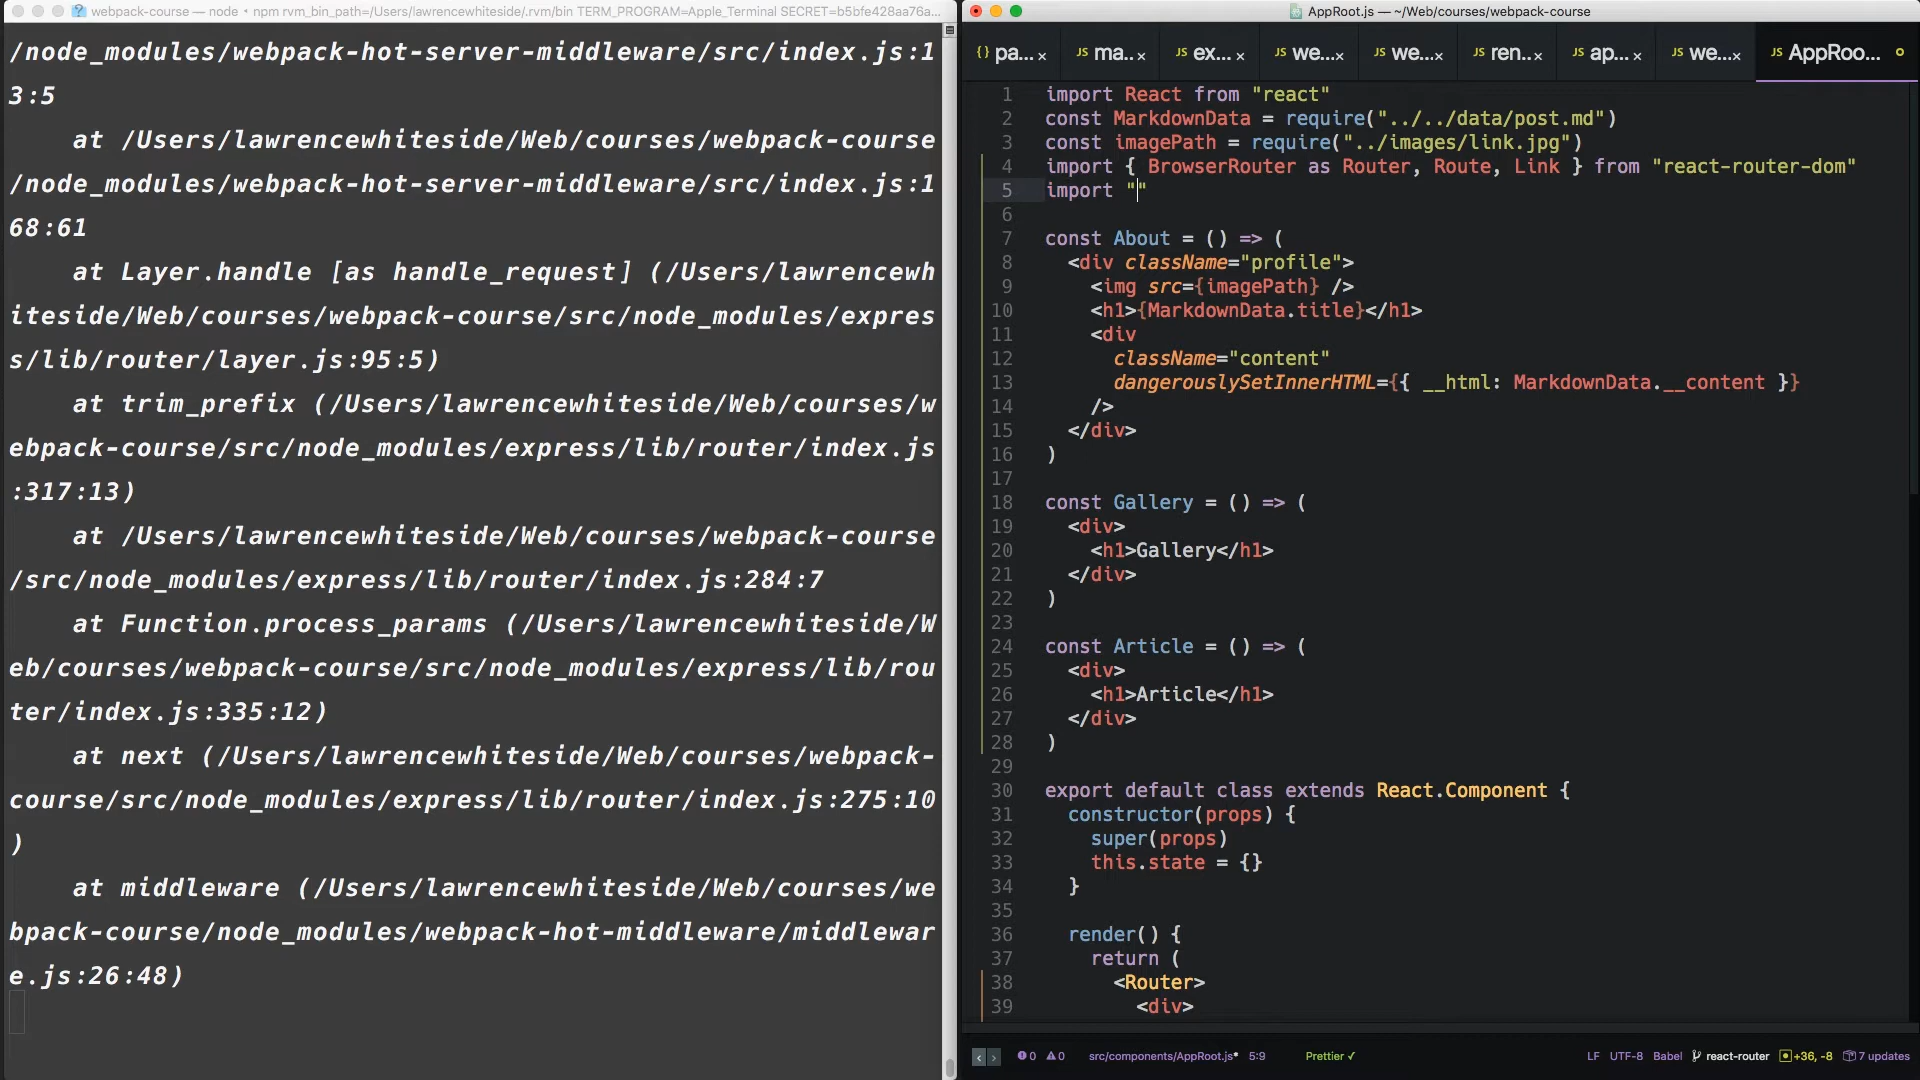 webpack-course — node • npm rvm_bin_path=/Users/lawrencewhiteside/.rvm/bin TERM_PROGRAM=Apple_Terminal SECRET=b5bfe428aa76a...
/node_modules/webpack-hot-server-middleware/src/index.js:1
3:5)
    at /Users/lawrencewhiteside/Web/courses/webpack-course
/node_modules/webpack-hot-server-middleware/src/index.js:1
68:61
    at Layer.handle [as handle_request] (/Users/lawrencewh
iteside/Web/courses/webpack-course/src/node_modules/expres
s/lib/router/layer.js:95:5)
    at trim_prefix (/Users/lawrencewhiteside/Web/courses/w
ebpack-course/src/node_modules/express/lib/router/index.js
:317:13)
    at /Users/lawrencewhiteside/Web/courses/webpack-course
/src/node_modules/express/lib/router/index.js:284:7
    at Function.process_params (/Users/lawrencewhiteside/W
eb/courses/webpack-course/src/node_modules/express/lib/rou
ter/index.js:335:12)
    at next (/Users/lawrencewhiteside/Web/courses/webpack-
course/src/node_modules/express/lib/router/index.js:275:10
)
    at middleware (/Users/lawrencewhiteside/Web/courses/we
bpack-course/node_modules/webpack-hot-middleware/middlewar
e.js:26:48)
AppRoot.js — ~/Web/courses/webpack-course
{} pa... × JS ma.. × JS ex... × JS we... × JS we... × JS ren.. × JS ap... × JS we... × JS AppRoo...
1 import React from "react"
2 const MarkdownData = require("../../data/post.md")
3 const imagePath = require("../images/link.jpg")
4 import { BrowserRouter as Router, Route, Link } from "react-router-dom"
5 import ""
6
7 const About = () => (
8   <div className="profile">
9     <img src={imagePath} />
10     <h1>{MarkdownData.title}</h1>
11     <div
12       className="content"
13       dangerouslySetInnerHTML={{ __html: MarkdownData.__content }}
14     />
15   </div>
16 )
17
18 const Gallery = () => (
19   <div>
20     <h1>Gallery</h1>
21   </div>
22 )
23
24 const Article = () => (
25   <div>
26     <h1>Article</h1>
27   </div>
28 )
29
30 export default class extends React.Component {
31   constructor(props) {
32     super(props)
33     this.state = {}
34   }
35
36   render() {
37     return (
38       <Router>
39         <div>
‹ › 0 0 src/components/AppRoot.js* 5:9 Prettier ✓ LF UTF-8 Babel react-router +36, -8 7 updates